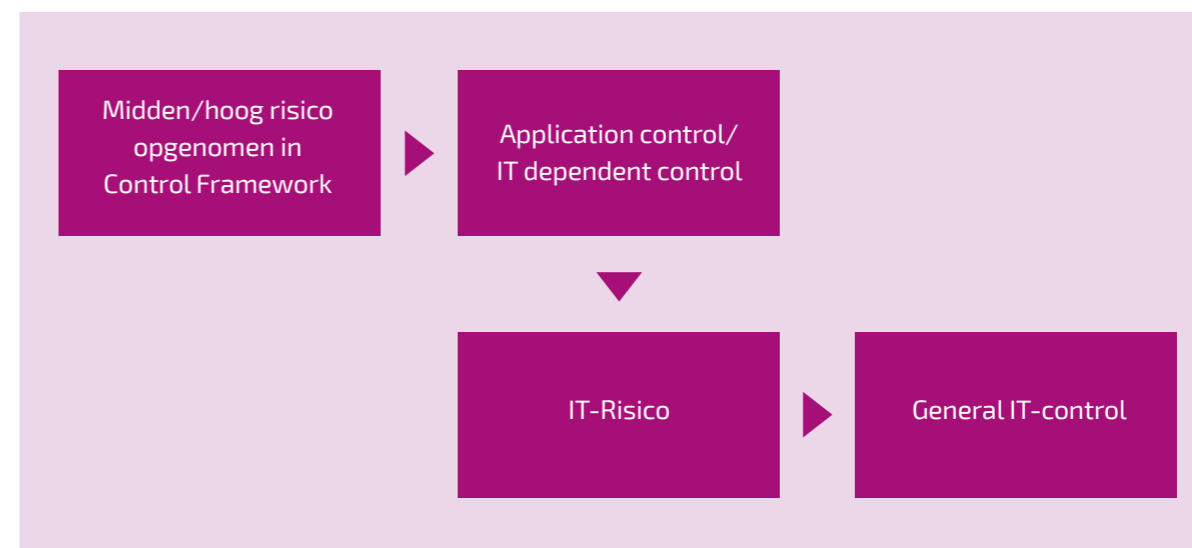 Midden/hoog risico
opgenomen in
Control Framework
Application control/
IT dependent control
IT-Risico
General IT-control